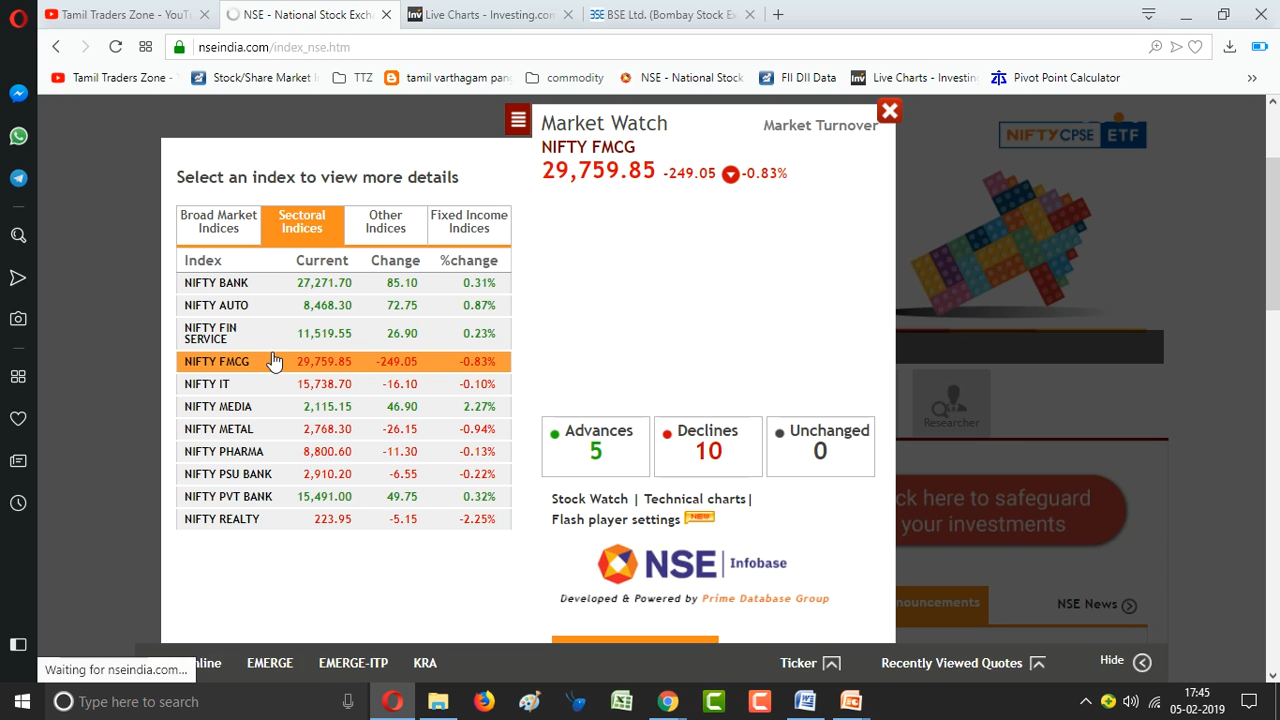 Tamil Traders Zone - YouT
NSE - National Stock Exchan
Live Charts - Investing.com
BSE Ltd. (Bombay Stock Ex
nseindia.com/index_nse.htm
Tamil Traders Zone -
Stock/Share Market
TTZ
tamil varthagam pan
commodity
NSE - National Stock
FII DII Data
Live Charts - Investin
Pivot Point Calculator
Market Watch
Market Turnover
NIFTY FMCG
29,759.85 -249.05 -0.83%
NIFTYCPSE ETF
Select an index to view more details
Broad Market Indices
Sectoral Indices
Other Indices
Fixed Income Indices
Index Current Change %change
NIFTY BANK 27,271.70 85.10 0.31%
NIFTY AUTO 8,468.30 72.75 0.87%
NIFTY FIN SERVICE 11,519.55 26.90 0.23%
NIFTY FMCG 29,759.85 -249.05 -0.83%
NIFTY IT 15,738.70 -16.10 -0.10%
NIFTY MEDIA 2,115.15 46.90 2.27%
NIFTY METAL 2,768.30 -26.15 -0.94%
NIFTY PHARMA 8,800.60 -11.30 -0.13%
NIFTY PSU BANK 2,910.20 -6.55 -0.22%
NIFTY PVT BANK 15,491.00 49.75 0.32%
NIFTY REALTY 223.95 -5.15 -2.25%
Advances
5
Declines
10
Unchanged
0
Stock Watch | Technical charts|
Flash player settings NEW
NSE Infobase
Developed & Powered by Prime Database Group
Researcher
ck here to safeguard
your investments
nouncements
NSE News
nline
EMERGE
EMERGE-ITP
KRA
Ticker
Recently Viewed Quotes
Hide
Waiting for nseindia.com...
Type here to search
17:45
05-02-2019